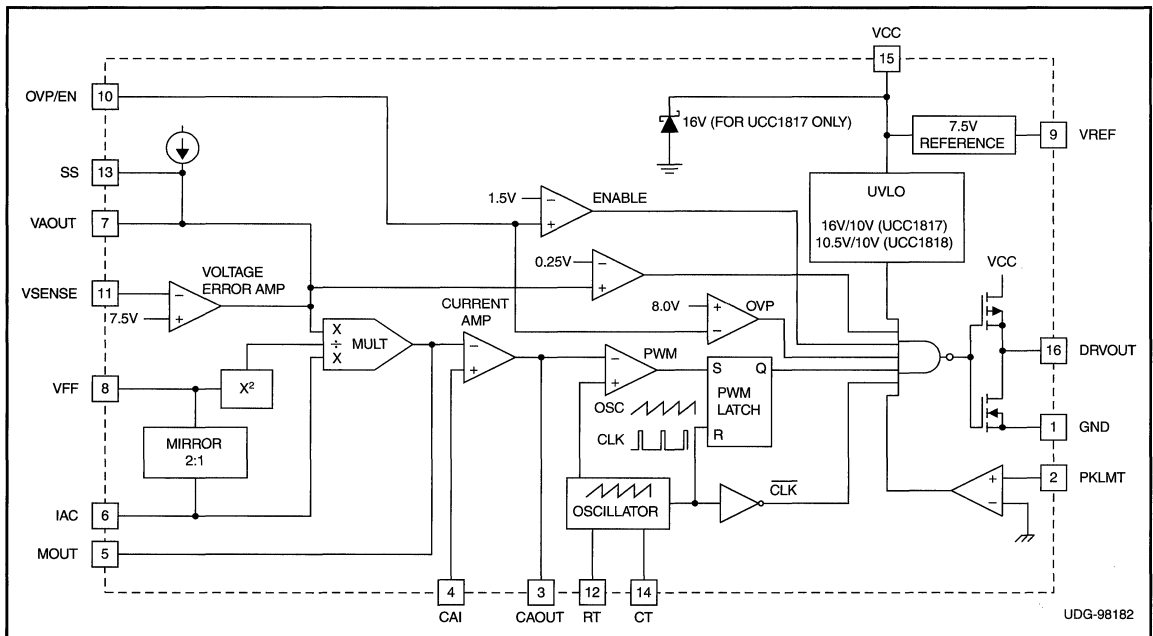 VCC
15
OVP/EN 10
16V (FOR UCC1817 ONLY)
7.5V
REFERENCE
9 VREF
SS 13
UVLO
16V/10V (UCC1817)
10.5V/10V (UCC1818)
1.5V
−
+
ENABLE
VAOUT 7
0.25V
−
+
VCC
VSENSE 11
−
7.5V
+
VOLTAGE
ERROR AMP
CURRENT
AMP
8.0V
+
−
OVP
X
÷
X
MULT
−
+
−
+
PWM
16 DRVOUT
S Q
PWM
LATCH
R
VFF 8
X²
OSC
CLK
1 GND
MIRROR
2:1
2 PKLMT
+
−
CLK
OSCILLATOR
IAC 6
MOUT 5
4 3 12 14
CAI CAOUT RT CT
UDG-98182